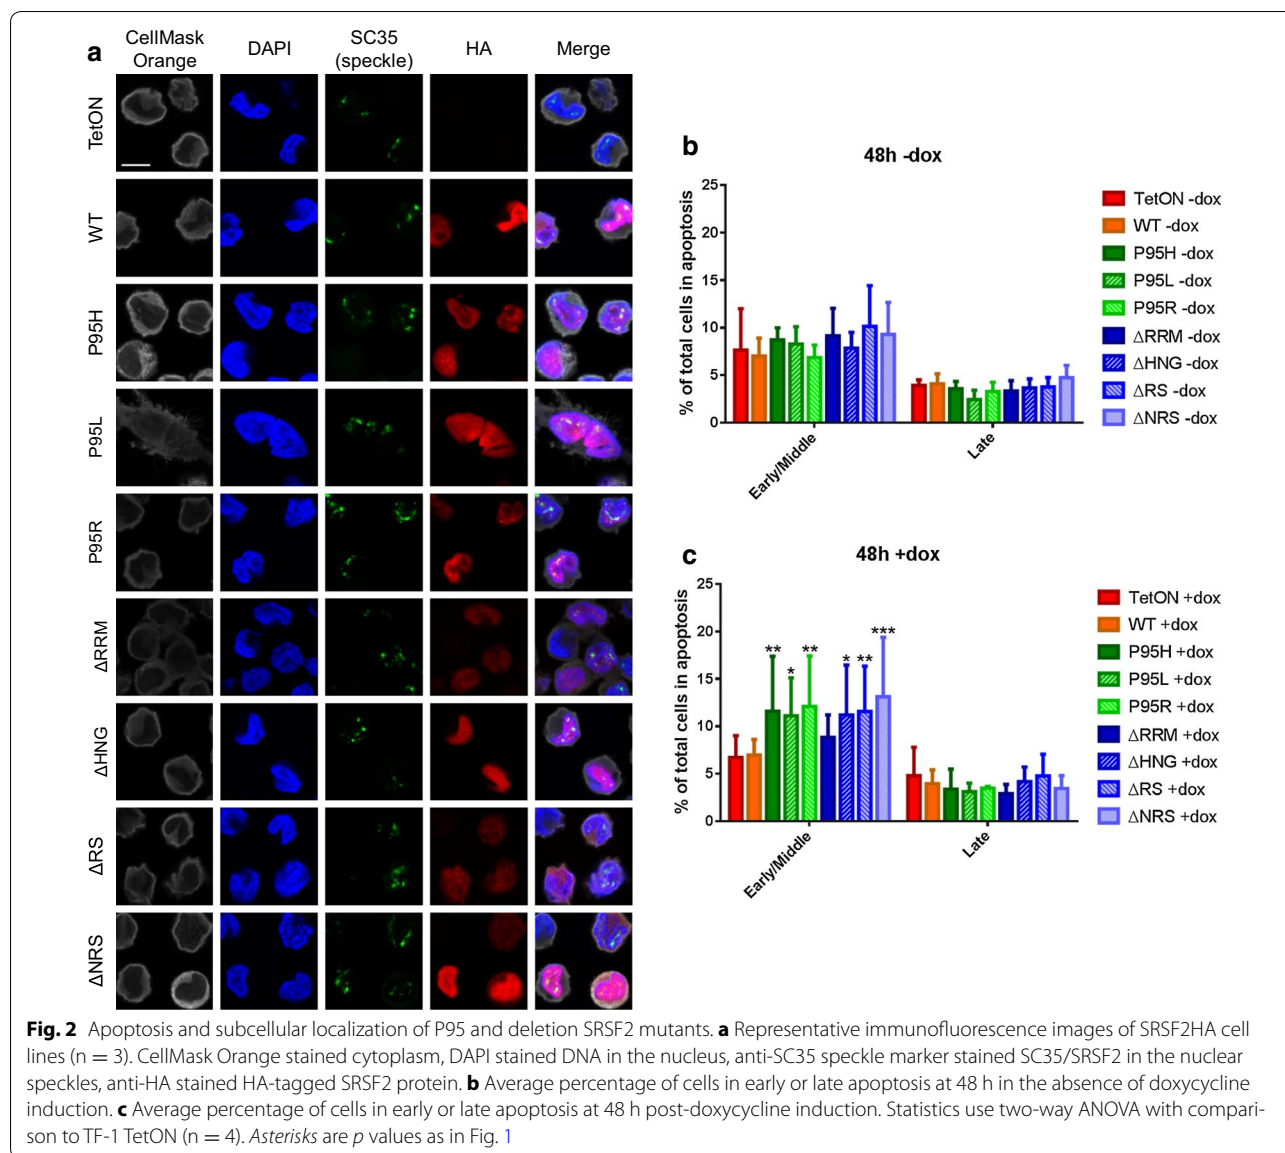 a
CellMask
Orange
DAPI
SC35
(speckle)
HA
Merge
TetON
WT
P95H
P95L
P95R
ΔRRM
ΔHNG
ΔRS
ΔNRS
b
48h -dox
% of total cells in apoptosis
25
20
15
10
5
0
Early/Middle
Late
TetON -dox
WT -dox
P95H -dox
P95L -dox
P95R -dox
ΔRRM -dox
ΔHNG -dox
ΔRS -dox
ΔNRS -dox
c
48h +dox
% of total cells in apoptosis
25
20
15
10
5
0
** * ** * ** ***
Early/Middle
Late
TetON +dox
WT +dox
P95H +dox
P95L +dox
P95R +dox
ΔRRM +dox
ΔHNG +dox
ΔRS +dox
ΔNRS +dox
Fig. 2 Apoptosis and subcellular localization of P95 and deletion SRSF2 mutants. a Representative immunofluorescence images of SRSF2HA cell
lines (n = 3). CellMask Orange stained cytoplasm, DAPI stained DNA in the nucleus, anti-SC35 speckle marker stained SC35/SRSF2 in the nuclear
speckles, anti-HA stained HA-tagged SRSF2 protein. b Average percentage of cells in early or late apoptosis at 48 h in the absence of doxycycline
induction. c Average percentage of cells in early or late apoptosis at 48 h post-doxycycline induction. Statistics use two-way ANOVA with compari-
son to TF-1 TetON (n = 4). Asterisks are p values as in Fig. 1